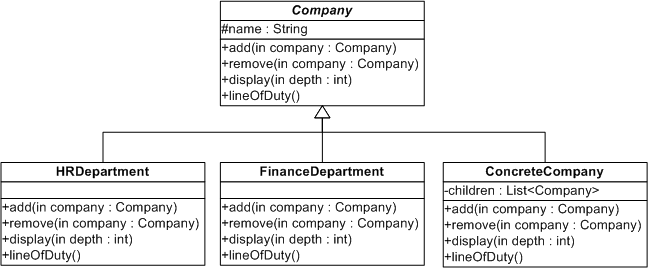 Company
#name : String
+add(in company : Company)
+remove(in company : Company)
+display(in depth : int)
+lineOfDuty()
HRDepartment
+add(in company : Company)
+remove(in company : Company)
+display(in depth : int)
+lineOfDuty()
FinanceDepartment
+add(in company : Company)
+remove(in company : Company)
+display(in depth : int)
+lineOfDuty()
ConcreteCompany
-children : List<Company>
+add(in company : Company)
+remove(in company : Company)
+display(in depth : int)
+lineOfDuty()